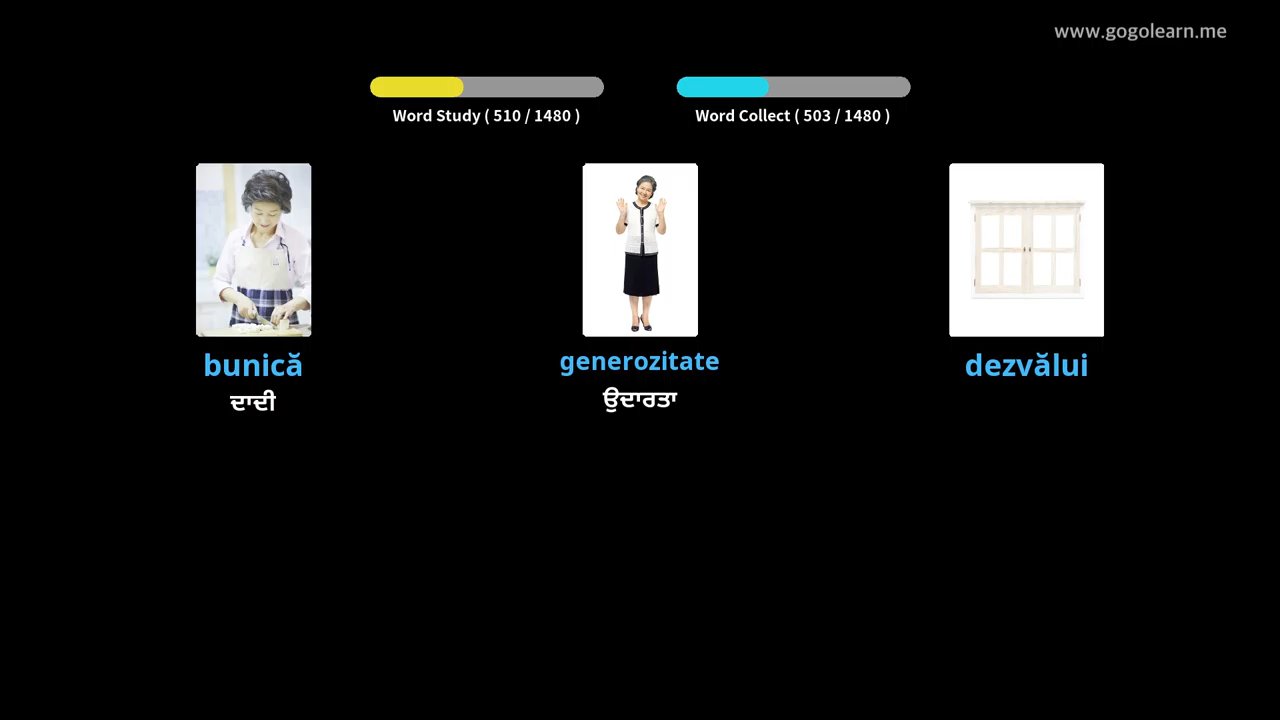 www.gogolearn.me
Word Study ( 510 / 1480 )
Word Collect ( 503 / 1480 )
bunică
generozitate
dezvălui
ਦਾਦੀ
ਉਦਾਰਤਾ